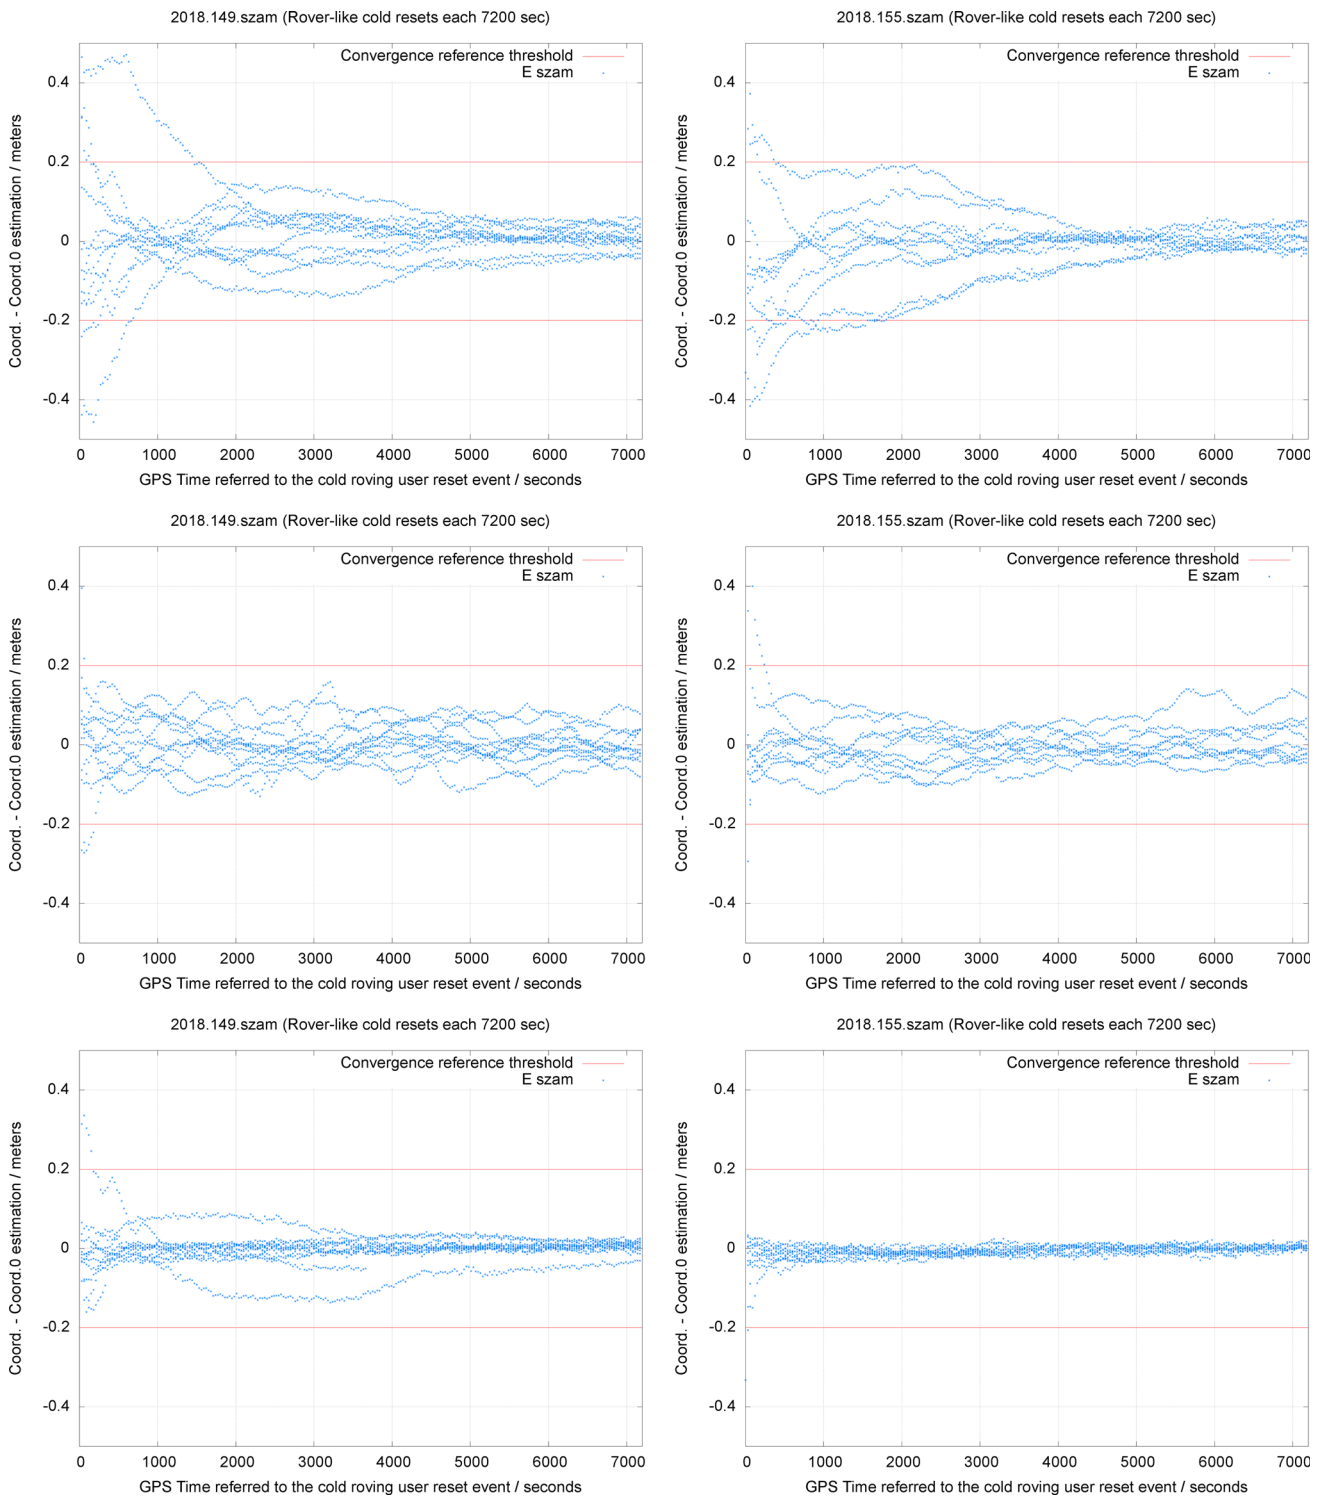 2018.149.szam (Rover-like cold resets each 7200 sec)
Convergence reference threshold
E szam
0.4
0.2
0
-0.2
-0.4
Coord. - Coord.0 estimation / meters
0 1000 2000 3000 4000 5000 6000 7000
GPS Time referred to the cold roving user reset event / seconds
2018.155.szam (Rover-like cold resets each 7200 sec)
Convergence reference threshold
E szam
0.4
0.2
0
-0.2
-0.4
Coord. - Coord.0 estimation / meters
0 1000 2000 3000 4000 5000 6000 7000
GPS Time referred to the cold roving user reset event / seconds
2018.149.szam (Rover-like cold resets each 7200 sec)
Convergence reference threshold
E szam
0.4
0.2
0
-0.2
-0.4
Coord. - Coord.0 estimation / meters
0 1000 2000 3000 4000 5000 6000 7000
GPS Time referred to the cold roving user reset event / seconds
2018.155.szam (Rover-like cold resets each 7200 sec)
Convergence reference threshold
E szam
0.4
0.2
0
-0.2
-0.4
Coord. - Coord.0 estimation / meters
0 1000 2000 3000 4000 5000 6000 7000
GPS Time referred to the cold roving user reset event / seconds
2018.149.szam (Rover-like cold resets each 7200 sec)
Convergence reference threshold
E szam
0.4
0.2
0
-0.2
-0.4
Coord. - Coord.0 estimation / meters
0 1000 2000 3000 4000 5000 6000 7000
GPS Time referred to the cold roving user reset event / seconds
2018.155.szam (Rover-like cold resets each 7200 sec)
Convergence reference threshold
E szam
0.4
0.2
0
-0.2
-0.4
Coord. - Coord.0 estimation / meters
0 1000 2000 3000 4000 5000 6000 7000
GPS Time referred to the cold roving user reset event / seconds